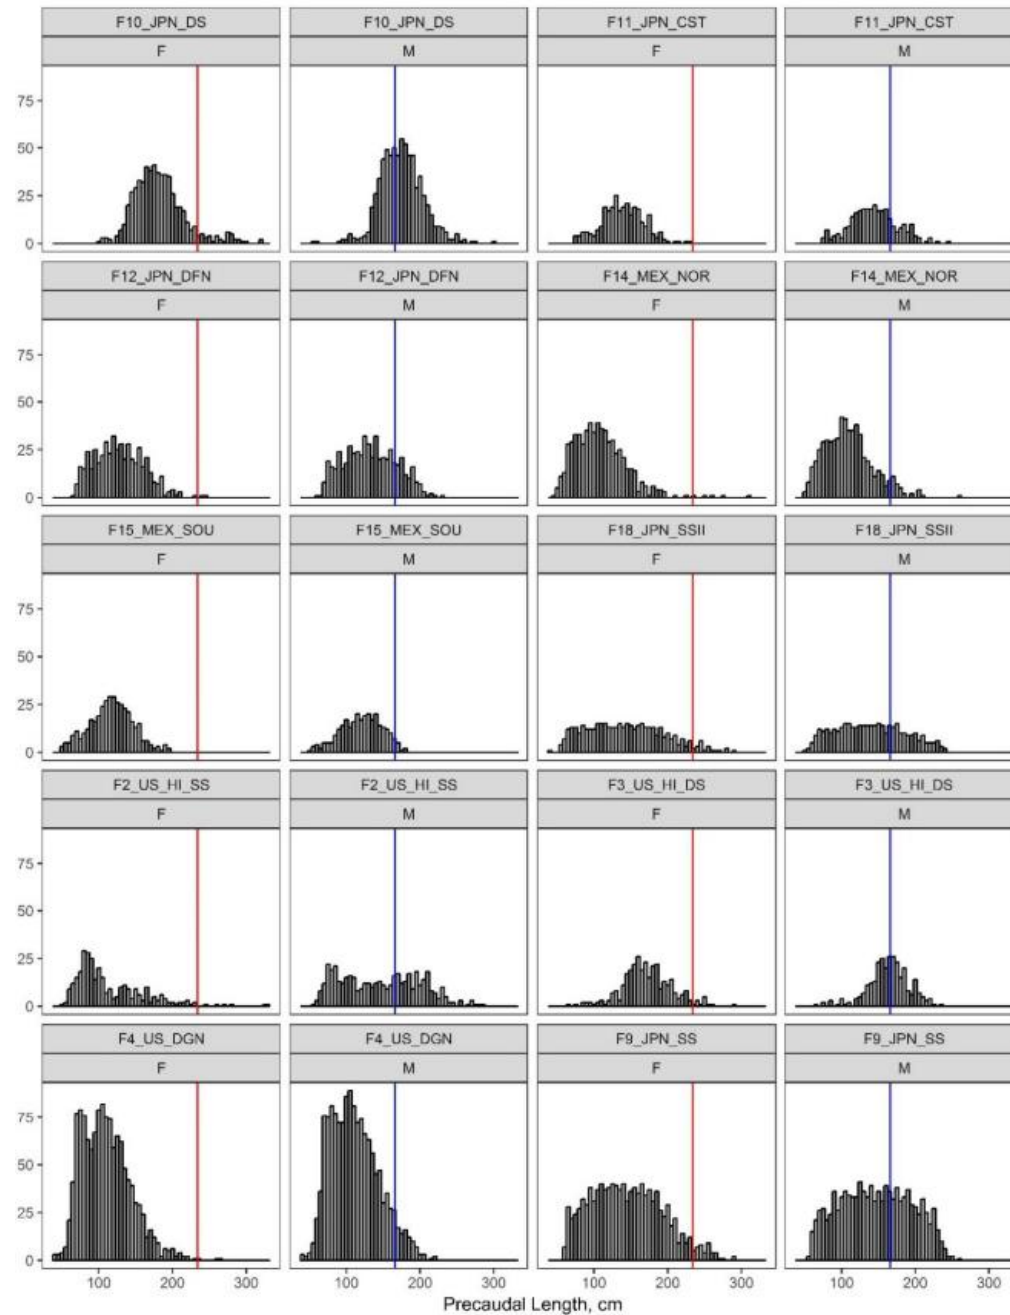 F10_JPN_DS F10_JPN_DS F11_JPN_CST F11_JPN_CST
F M F M
75
50
25
0
F12_JPN_DFN F12_JPN_DFN F14_MEX_NOR F14_MEX_NOR
F M F M
75
50
25
0
F15_MEX_SOU F15_MEX_SOU F18_JPN_SSII F18_JPN_SSII
F M F M
75
50
25
0
F2_US_HI_SS F2_US_HI_SS F3_US_HI_DS F3_US_HI_DS
F M F M
75
50
25
0
F4_US_DGN F4_US_DGN F9_JPN_SS F9_JPN_SS
F M F M
75
50
25
0
100 200 300 100 200 300 100 200 300 100 200 300
Precaudal Length, cm